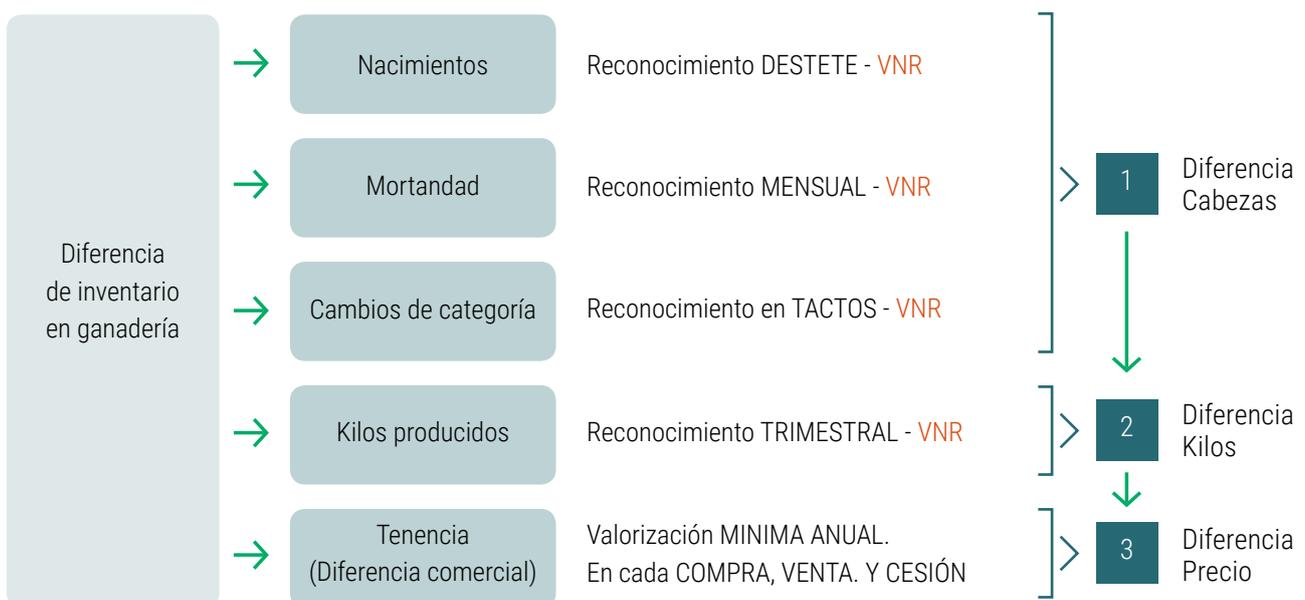 Diferencia
de inventario
en ganadería
Nacimientos
Reconocimiento DESTETE - VNR
Mortandad
Reconocimiento MENSUAL - VNR
Cambios de categoría
Reconocimiento en TACTOS - VNR
1
Diferencia
Cabezas
Kilos producidos
Reconocimiento TRIMESTRAL - VNR
2
Diferencia
Kilos
Tenencia
(Diferencia comercial)
Valorización MINIMA ANUAL.
En cada COMPRA, VENTA. Y CESIÓN
3
Diferencia
Precio